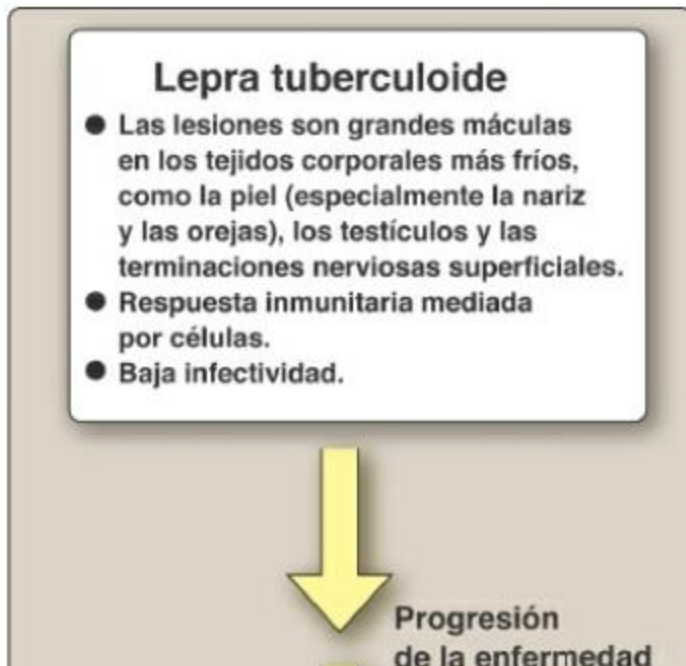 Lepra tuberculoide
● Las lesiones son grandes máculas
en los tejidos corporales más fríos,
como la piel (especialmente la nariz
y las orejas), los testículos y las
terminaciones nerviosas superficiales.
● Respuesta inmunitaria mediada
por células.
● Baja infectividad.
Progresión
de la enfermedad